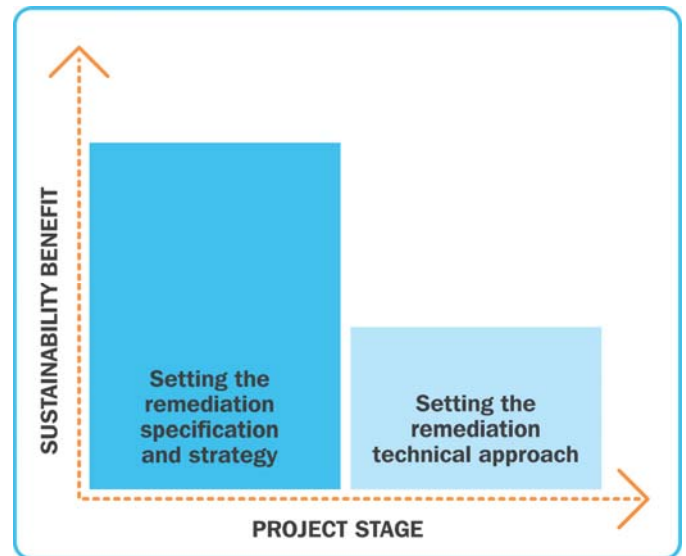 SUSTAINABILITY BENEFIT
Setting the
remediation
specification
and strategy
Setting the
remediation
technical approach
PROJECT STAGE